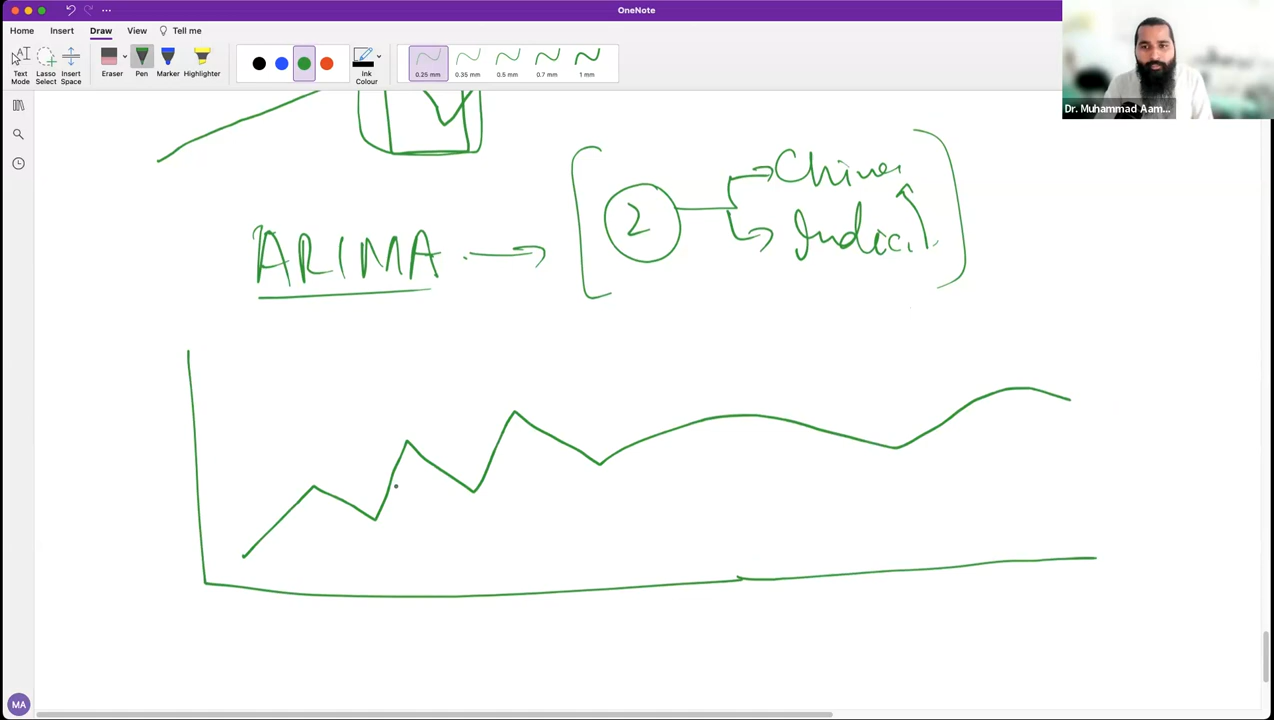 OneNote
Home Insert Draw View Tell me
Text Mode
Lasso Select
Insert Space
Eraser
Pen
Marker
Highlighter
Ink Colour
0.25 mm
0.35 mm
0.5 mm
0.7 mm
1 mm
Dr. Muhammad Aam...
2
ARIMA
MA